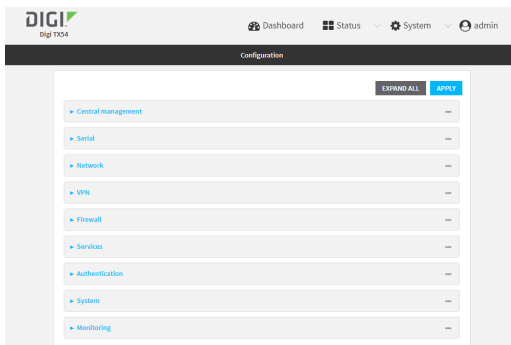 DIGI
Dashboard Status System admin
Digi TX54
Configuration
EXPAND ALL APPLY
Central management
Serial
Network
VPN
Firewall
Services
Authentication
System
Monitoring